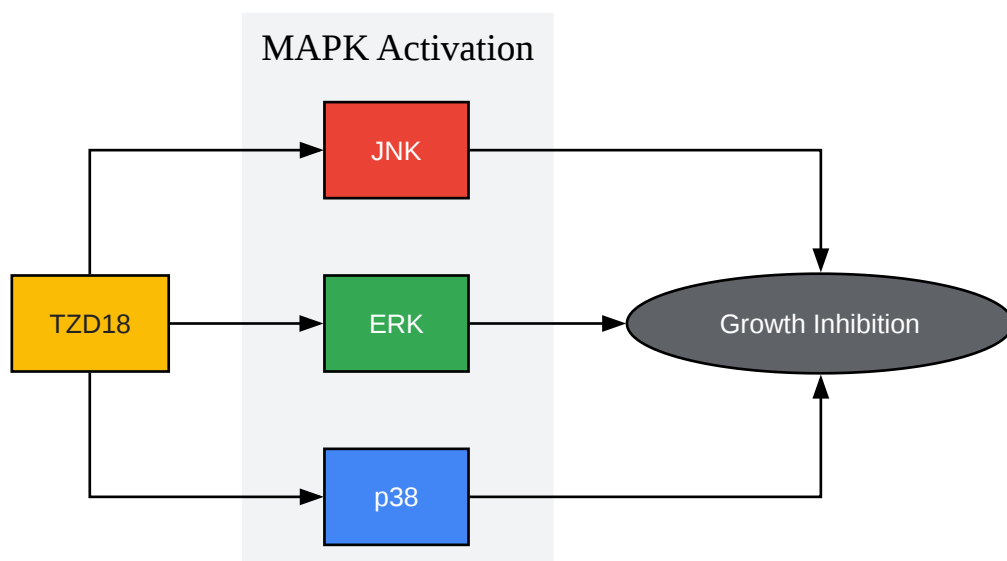 MAPK Activation
JNK
TZD18
ERK
Growth Inhibition
p38